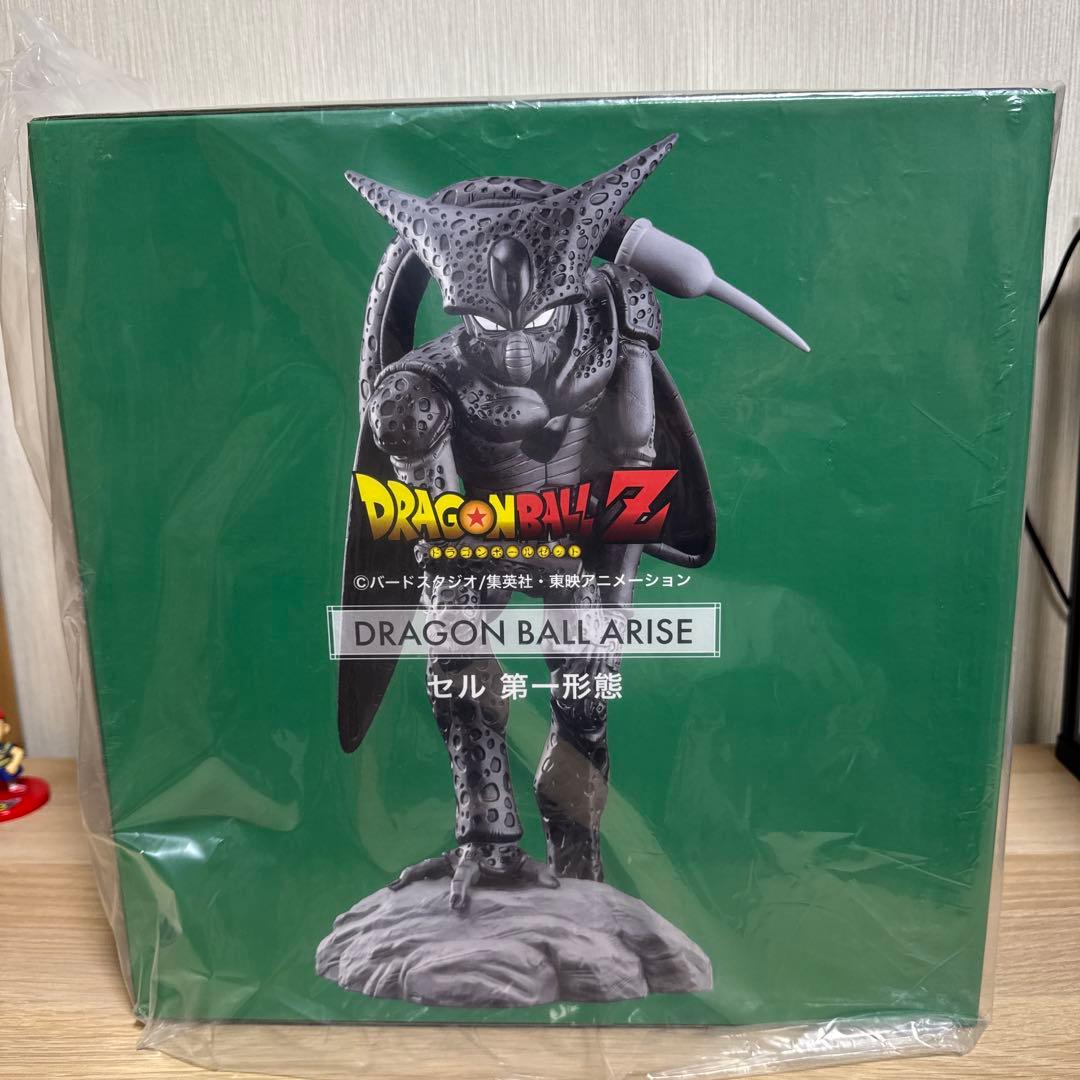 DRAGONBALL Z
ドラゴンボールゼット
©バードスタジオ/集英社・東映アニメーション
DRAGON BALL ARISE
セル 第一形態